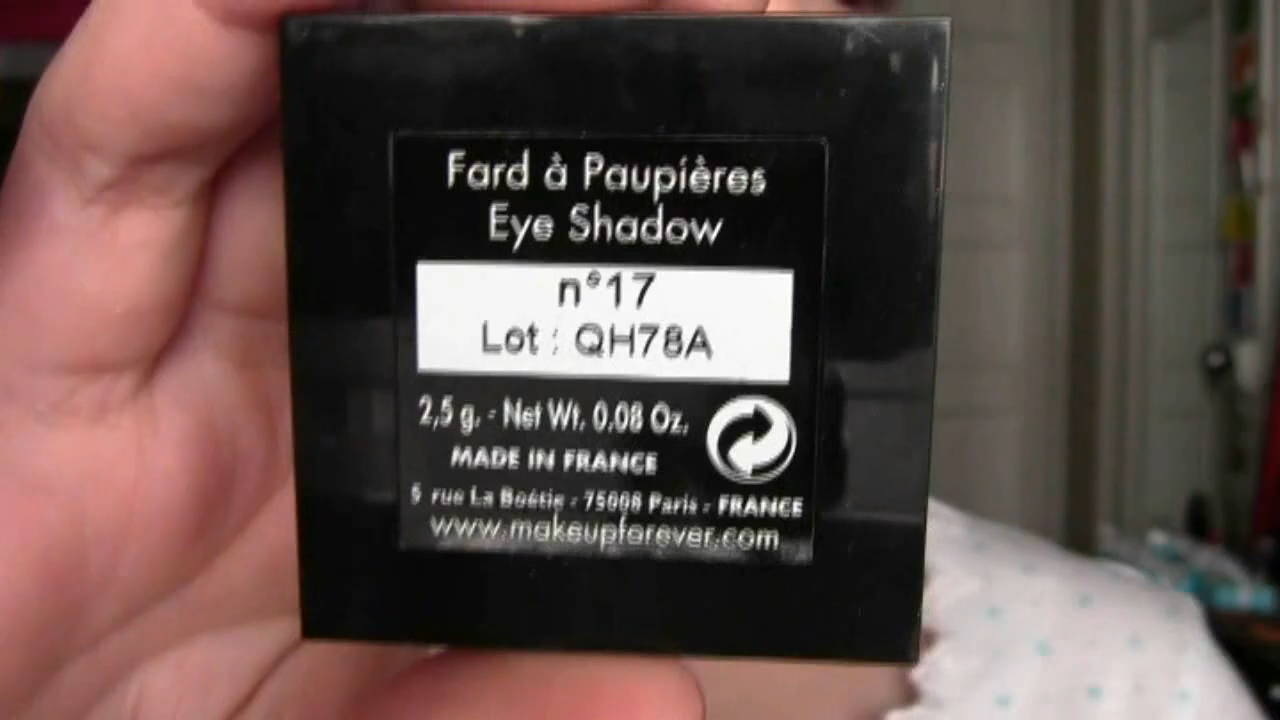 Fard à Paupières
Eye Shadow
n°17
Lot : QH78A
2,5 g. - Net Wt. 0.08 Oz.
MADE IN FRANCE
5 rue La Boétie - 75008 Paris - FRANCE
www.makeupforever.com